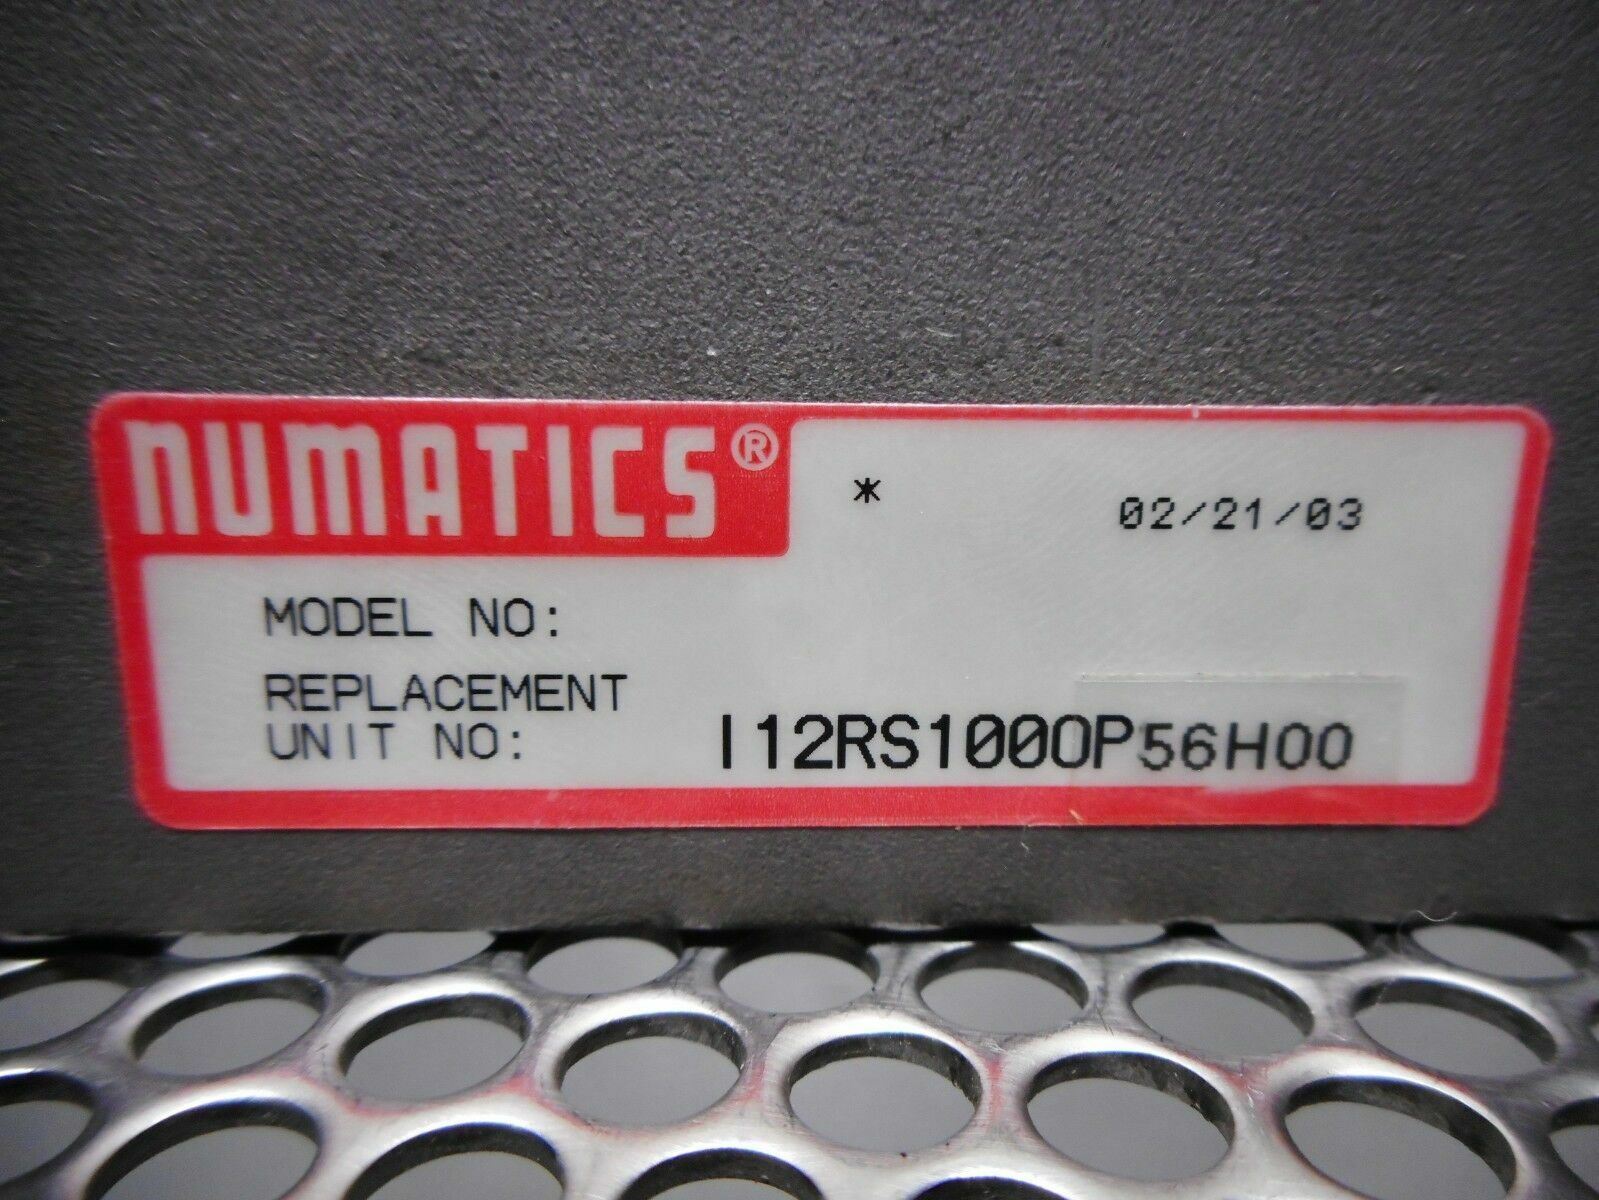 NUMATICS®
* 02/21/03
MODEL NO:
REPLACEMENT
UNIT NO: I12RS1000P56H00